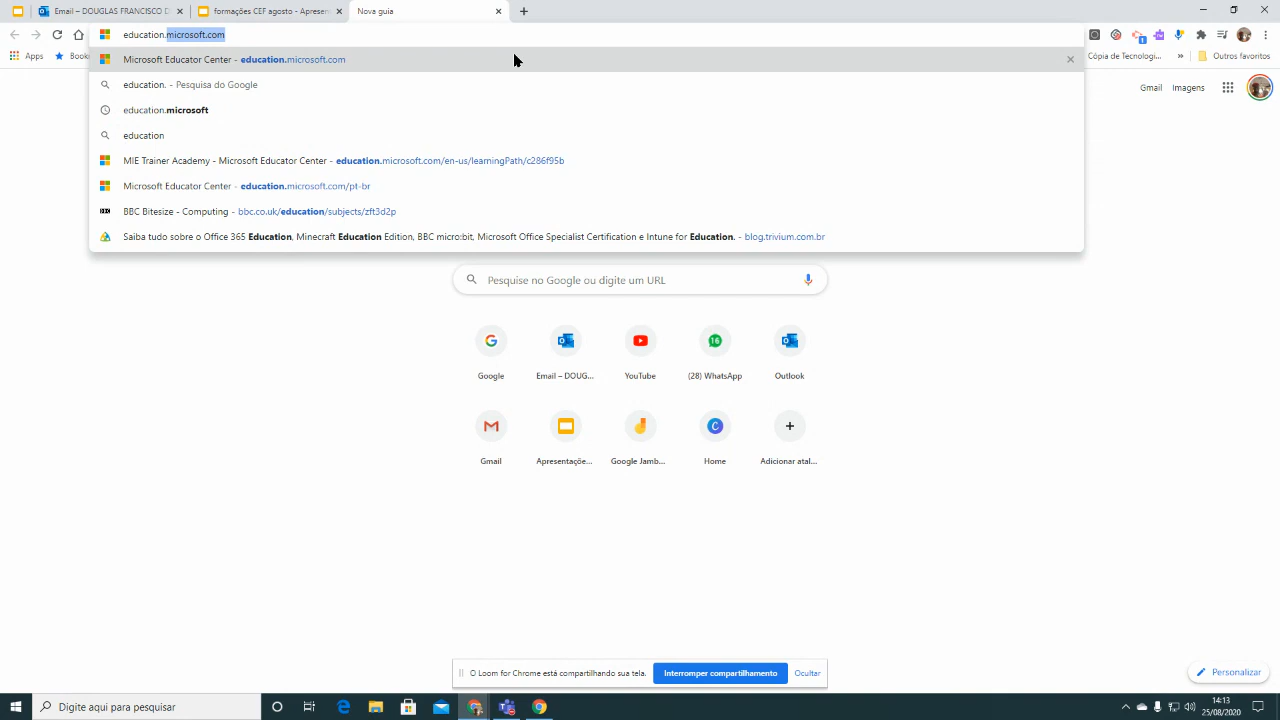 Email – DOUGLAS FRANCISCO D
formações CEF agosto - Apresen
Nova guia
education.microsoft.com
Apps
Book
Microsoft Educator Center - education.microsoft.com
Cópia de Tecnologi...
Outros favoritos
education. - Pesquisa do Google
Gmail
Imagens
education.microsoft
education
MIE Trainer Academy - Microsoft Educator Center - education.microsoft.com/en-us/learningPath/c286f95b
Microsoft Educator Center - education.microsoft.com/pt-br
BBC Bitesize - Computing - bbc.co.uk/education/subjects/zft3d2p
Saiba tudo sobre o Office 365 Education, Minecraft Education Edition, BBC micro:bit, Microsoft Office Specialist Certification e Intune for Education. - blog.trivium.com.br
Pesquise no Google ou digite um URL
Google
Email – DOUG...
YouTube
(28) WhatsApp
Outlook
Gmail
Apresentaçõe...
Google Jamb...
Home
Adicionar atal...
O Loom for Chrome está compartilhando sua tela.
Interromper compartilhamento
Ocultar
Personalizar
Digite aqui para pesquisar
14:13
25/08/2020